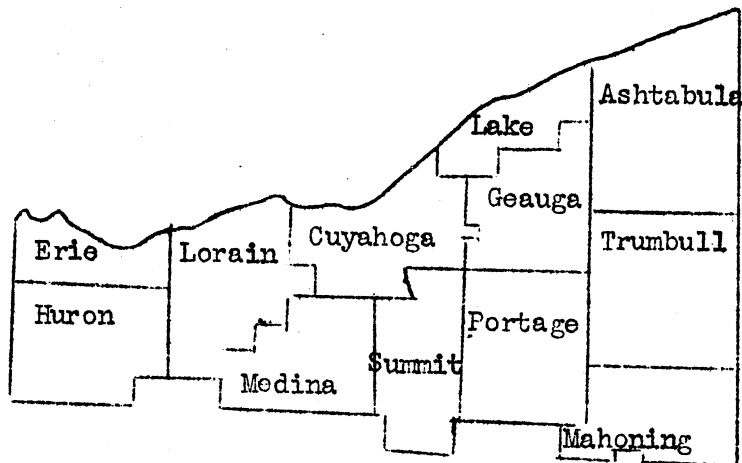 Ashtabula
Lake
Geauga
Erie
Lorain
Cuyahoga
Trumbull
Huron
Portage
Summit
Medina
Mahoning